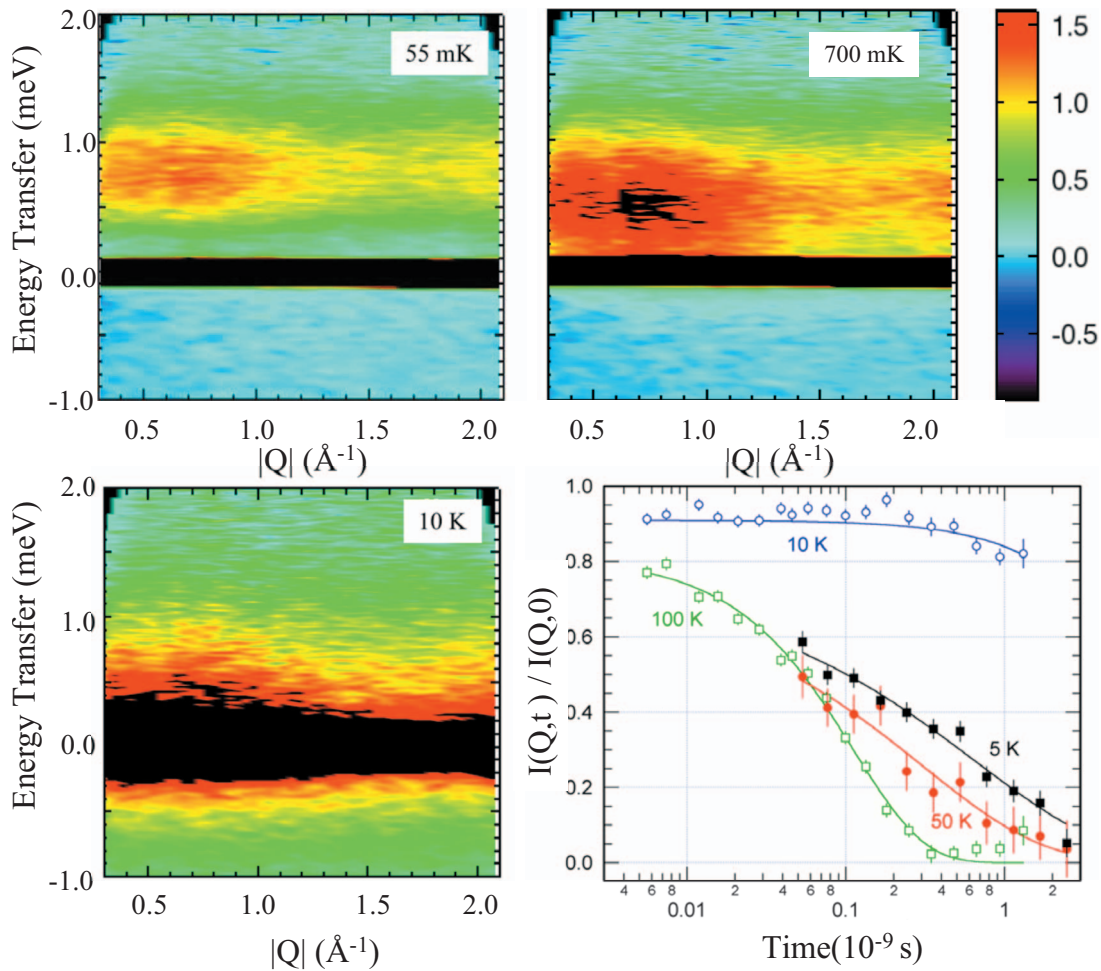 2.0
1.0
0.0
-1.0
Energy Transfer (meV)
55 mK
0.5
1.0
1.5
2.0
|Q| (Å-1)
700 mK
0.5
1.0
1.5
2.0
|Q| (Å-1)
1.5
1.0
0.5
0.0
-0.5
2.0
1.0
0.0
-1.0
Energy Transfer (meV)
10 K
0.5
1.0
1.5
2.0
|Q| (Å-1)
1.0
0.8
0.6
0.4
0.2
0.0
I(Q,t ) / I(Q,0)
10 K
100 K
5 K
50 K
4 6 8 2 4 6 8 2 4 6 8 2
0.01 0.1 1
Time(10-9 s)